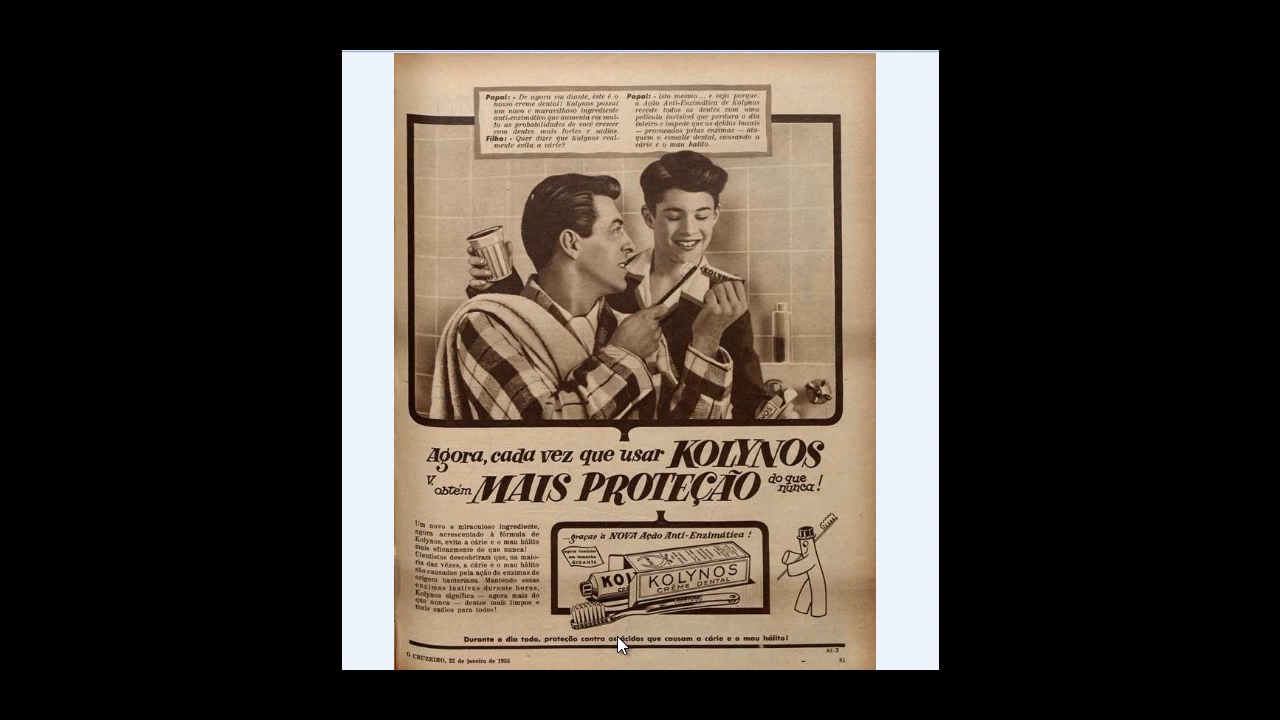 Papai: - De agora em diante, êste é o
nosso creme dental! Kolynos possui
um novo e maravilhoso ingrediente
anti-enzimático que aumenta em mui-
to as probabilidades de você crescer
com dentes mais fortes e sadios.
Filho: - Quer dizer que Kolynos real-
mente evita a cárie?
Papai: - Isto mesmo... e veja porque:
a Ação Anti-Enzimática de Kolynos
reveste todos os dentes com uma
película invisível que perdura o dia
inteiro e impede que os ácidos bucais
— provocados pelas enzimas — ata-
quem o esmalte dental, causando a
cárie e o mau hálito.
Agora, cada vez que usar KOLYNOS
V. obtém MAIS PROTEÇÃO do que nunca!
Um novo e miraculoso ingrediente,
agora acrescentado à fórmula de
Kolynos, evita a cárie e o mau hálito
mais eficazmente do que nunca!
Cientistas descobriram que, na maio-
ria das vêzes, a cárie e o mau hálito
são causados pela ação de enzimas de
origem bacteriana. Mantendo essas
enzimas inativas durante horas,
Kolynos significa — agora mais do
que nunca — dentes mais limpos e
mais sadios para todos!
...graças à NOVA Ação Anti-Enzimática!
Agora também
em tamanho
GIGANTE
KOLYNOS
CREME DENTAL
Durante o dia todo, proteção contra os ácidos que causam a cárie e o mau hálito!
AK-3
O CRUZEIRO, 22 de janeiro de 1955
81